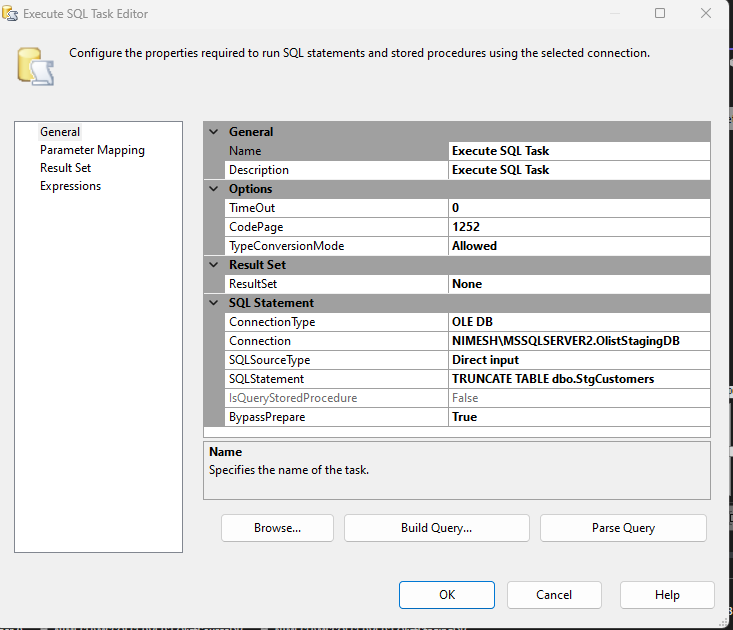 Execute SQL Task Editor
Configure the properties required to run SQL statements and stored procedures using the selected connection.
General
Parameter Mapping
Result Set
Expressions
General
Name Execute SQL Task
Description Execute SQL Task
Options
TimeOut 0
CodePage 1252
TypeConversionMode Allowed
Result Set
ResultSet None
SQL Statement
ConnectionType OLE DB
Connection NIMESH\MSSQLSERVER2.OlistStagingDB
SQLSourceType Direct input
SQLStatement TRUNCATE TABLE dbo.StgCustomers
IsQueryStoredProcedure False
BypassPrepare True
Name
Specifies the name of the task.
Browse... Build Query... Parse Query
OK Cancel Help